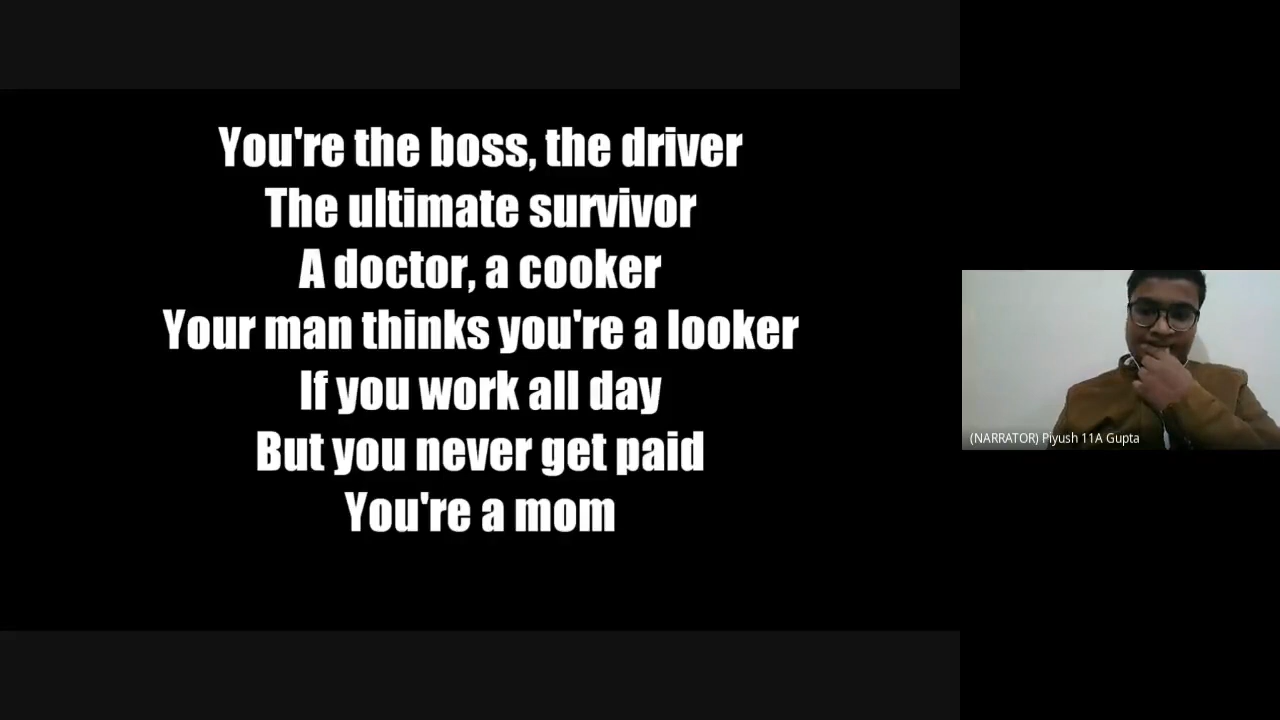 You're the boss, the driver
The ultimate survivor
A doctor, a cooker
Your man thinks you're a looker
If you work all day
But you never get paid
You're a mom
(NARRATOR) Piyush 11A Gupta